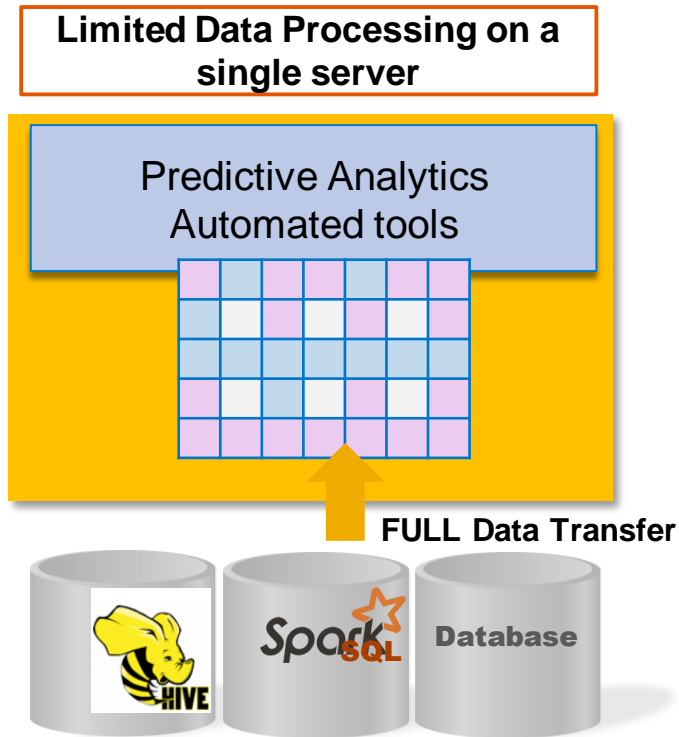 Limited Data Processing on a
single server
Predictive Analytics
Automated tools
FULL Data Transfer
HIVE
Spark
SQL
Database